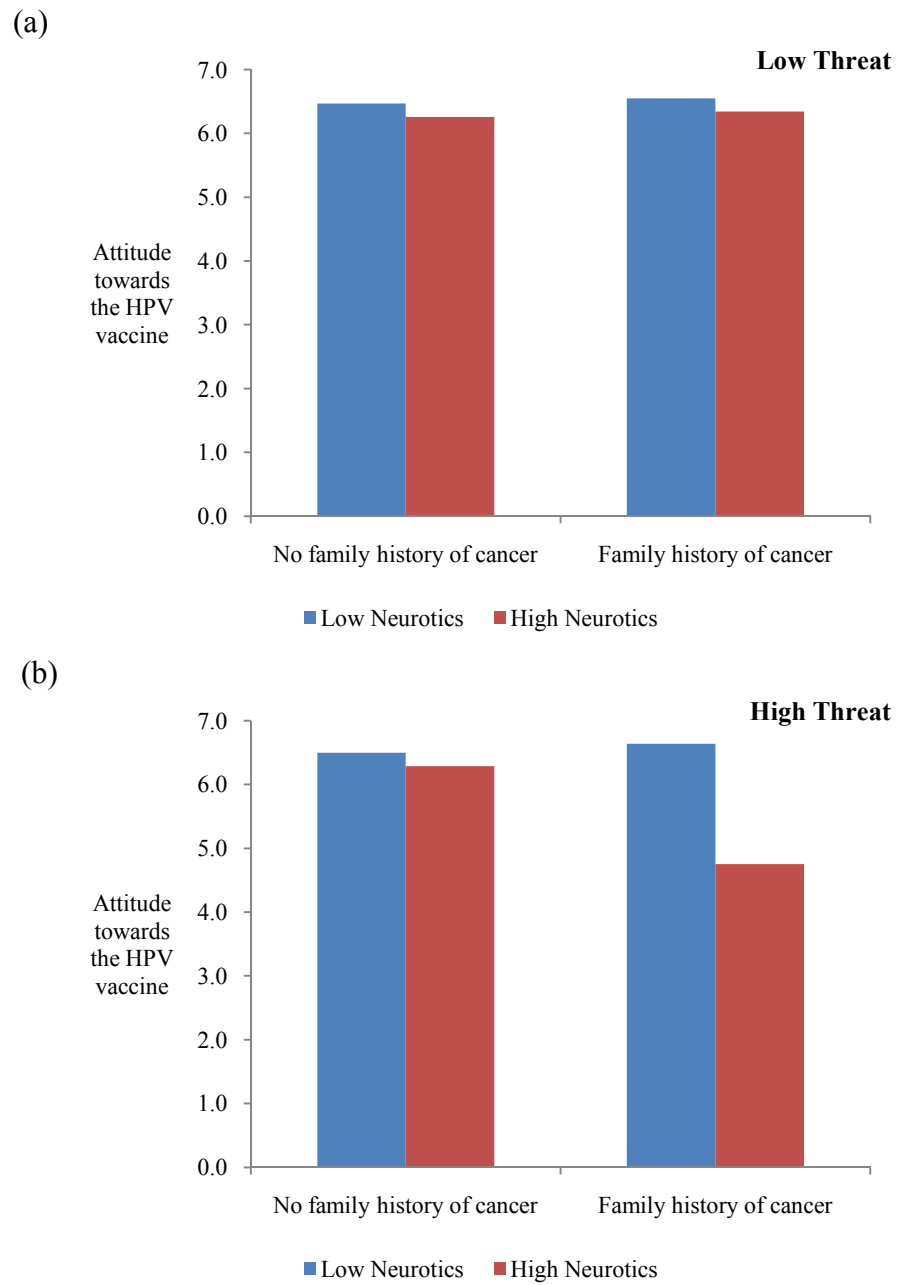 (a)
Low Threat
7.0
6.0
5.0
4.0
3.0
2.0
1.0
0.0
Attitude
towards
the HPV
vaccine
No family history of cancer
Family history of cancer
Low Neurotics
High Neurotics
(b)
High Threat
7.0
6.0
5.0
4.0
3.0
2.0
1.0
0.0
Attitude
towards
the HPV
vaccine
No family history of cancer
Family history of cancer
Low Neurotics
High Neurotics